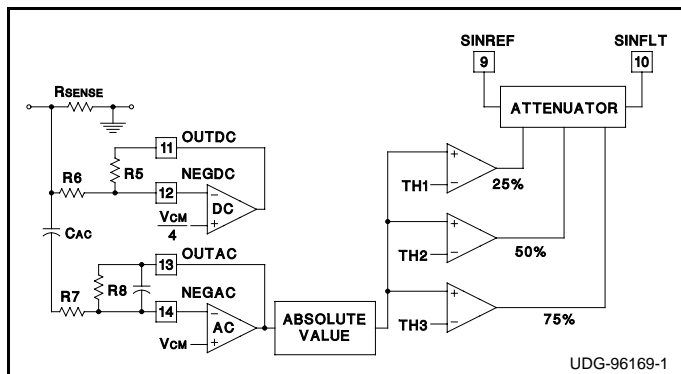 SINREF
SINFLT
9
10
ATTENUATOR
RSENSE
11
OUTDC
R5
R6
NEGDC
12
−
DC
+
VCM
4
CAC
13
OUTAC
R7
R8
NEGAC
14
−
AC
+
VCM
ABSOLUTE
VALUE
+
TH1
−
25%
+
TH2
−
50%
+
TH3
−
75%
UDG-96169-1